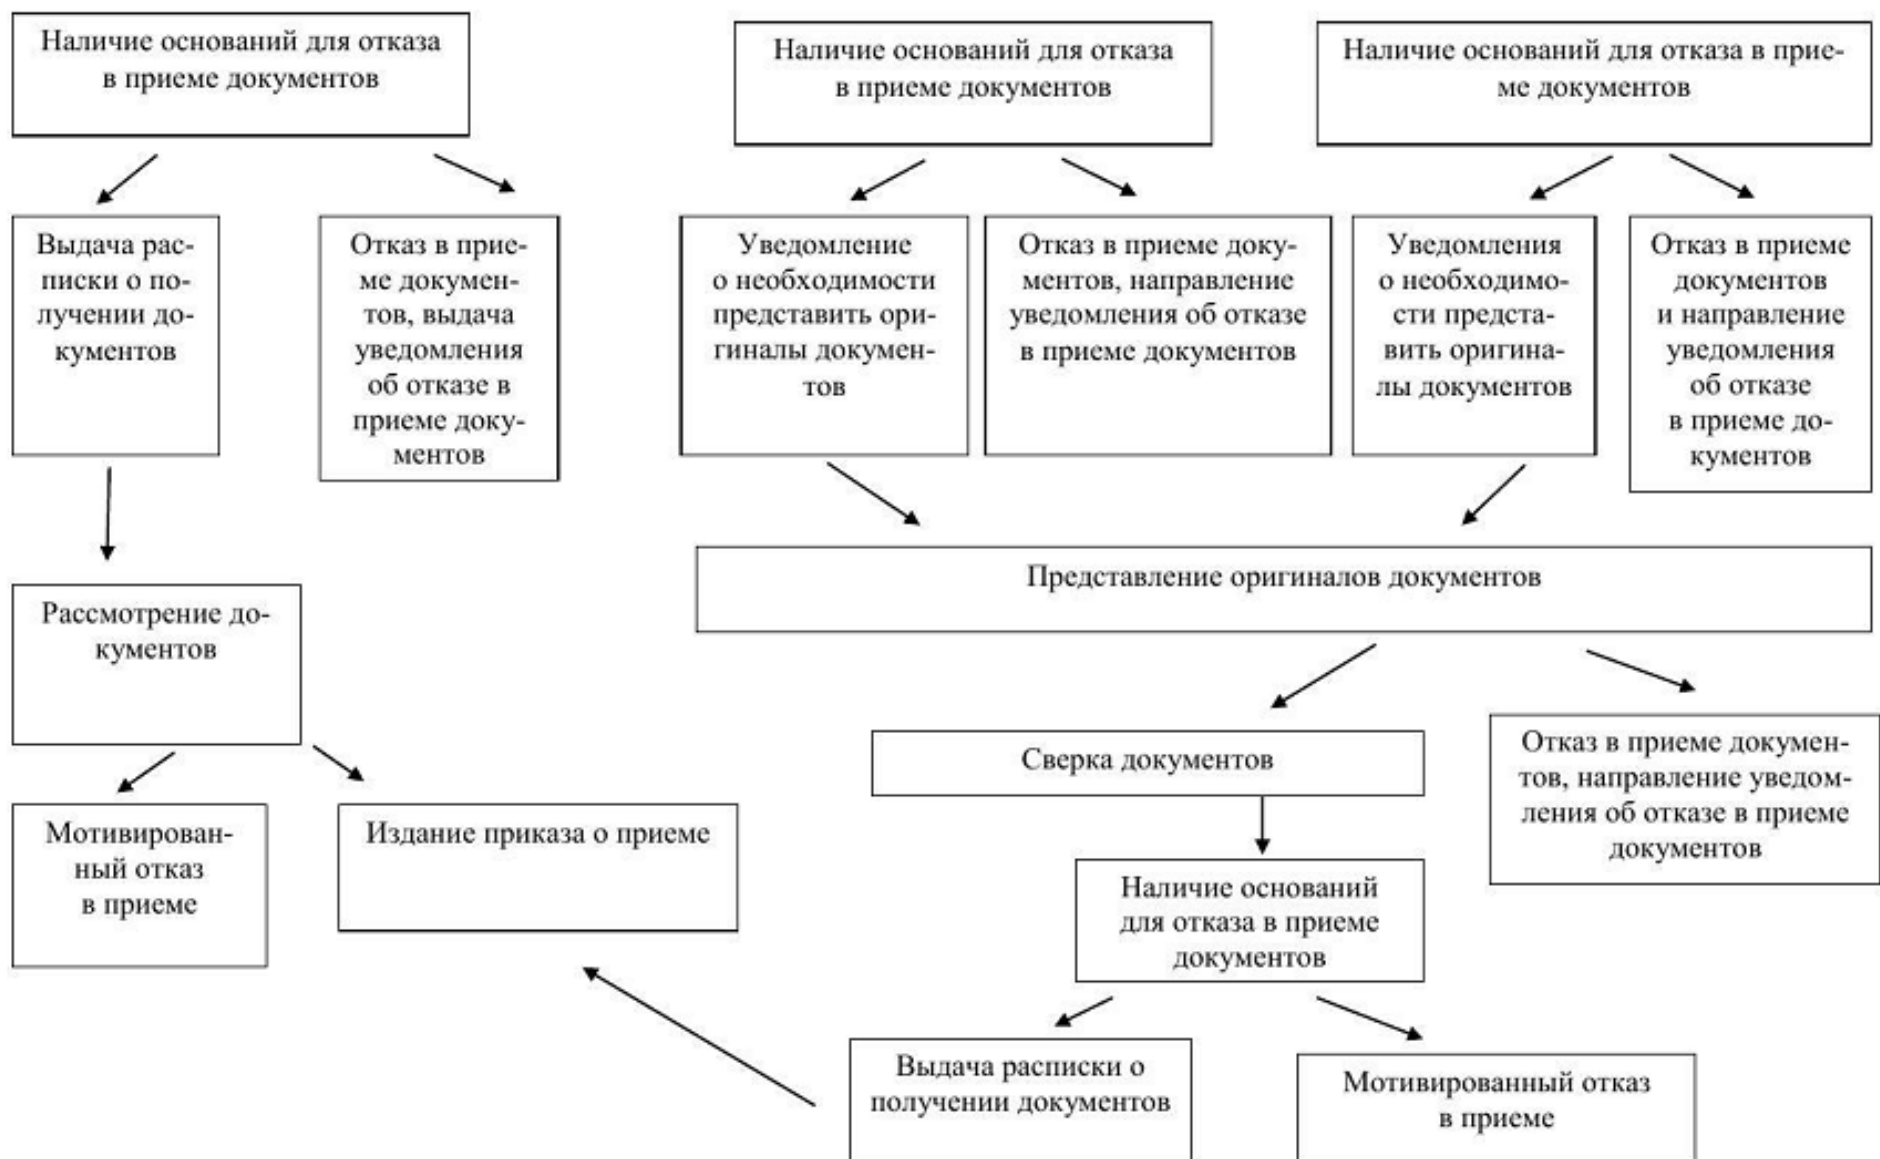 Наличие оснований для отказа
в приеме документов
Наличие оснований для отказа
в приеме документов
Наличие оснований для отказа в прие-
ме документов
Выдача рас-
писки о по-
лучении до-
кументов
Отказ в прие-
ме докумен-
тов, выдача
уведомления
об отказе в
приеме доку-
ментов
Уведомление
о необходимости
представить ори-
гиналы докумен-
тов
Отказ в приеме доку-
ментов, направление
уведомления об отказе
в приеме документов
Уведомления
о необходимо-
сти предста-
вить оригина-
лы документов
Отказ в приеме
документов
и направление
уведомления
об отказе
в приеме до-
кументов
Представление оригиналов документов
Рассмотрение до-
кументов
Сверка документов
Отказ в приеме докумен-
тов, направление уведом-
ления об отказе в приеме
документов
Мотивирован-
ный отказ
в приеме
Издание приказа о приеме
Наличие оснований
для отказа в приеме
документов
Выдача расписки о
получении документов
Мотивированный отказ
в приеме